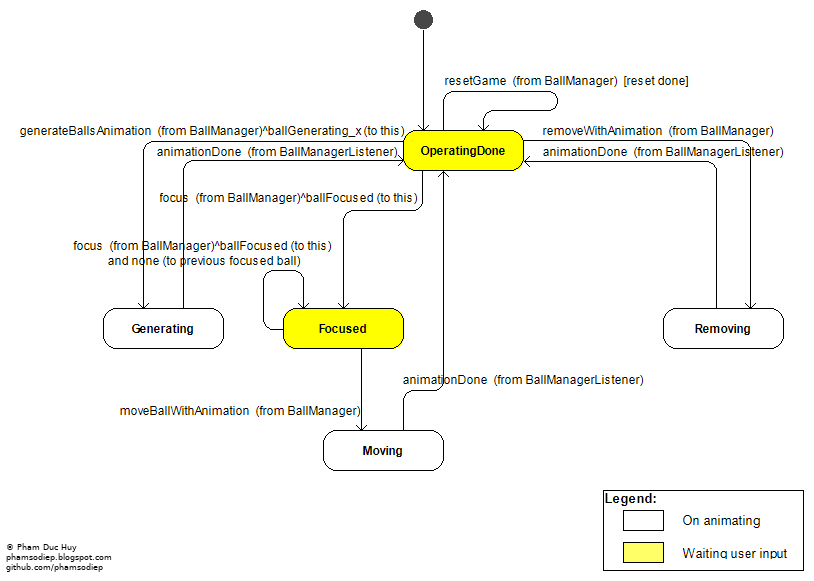 resetGame (from BallManager) [reset done]
generateBallsAnimation (from BallManager)^ballGenerating_x (to this)
removeWithAnimation (from BallManager)
animationDone (from BallManagerListener)
OperatingDone
animationDone (from BallManagerListener)
focus (from BallManager)^ballFocused (to this)
focus (from BallManager)^ballFocused (to this)
and none (to previous focused ball)
Generating
Focused
Removing
animationDone (from BallManagerListener)
moveBallWithAnimation (from BallManager)
Moving
Legend:
On animating
Waiting user input
© Pham Duc Huy
phamsodiep.blogspot.com
github.com/phamsodiep